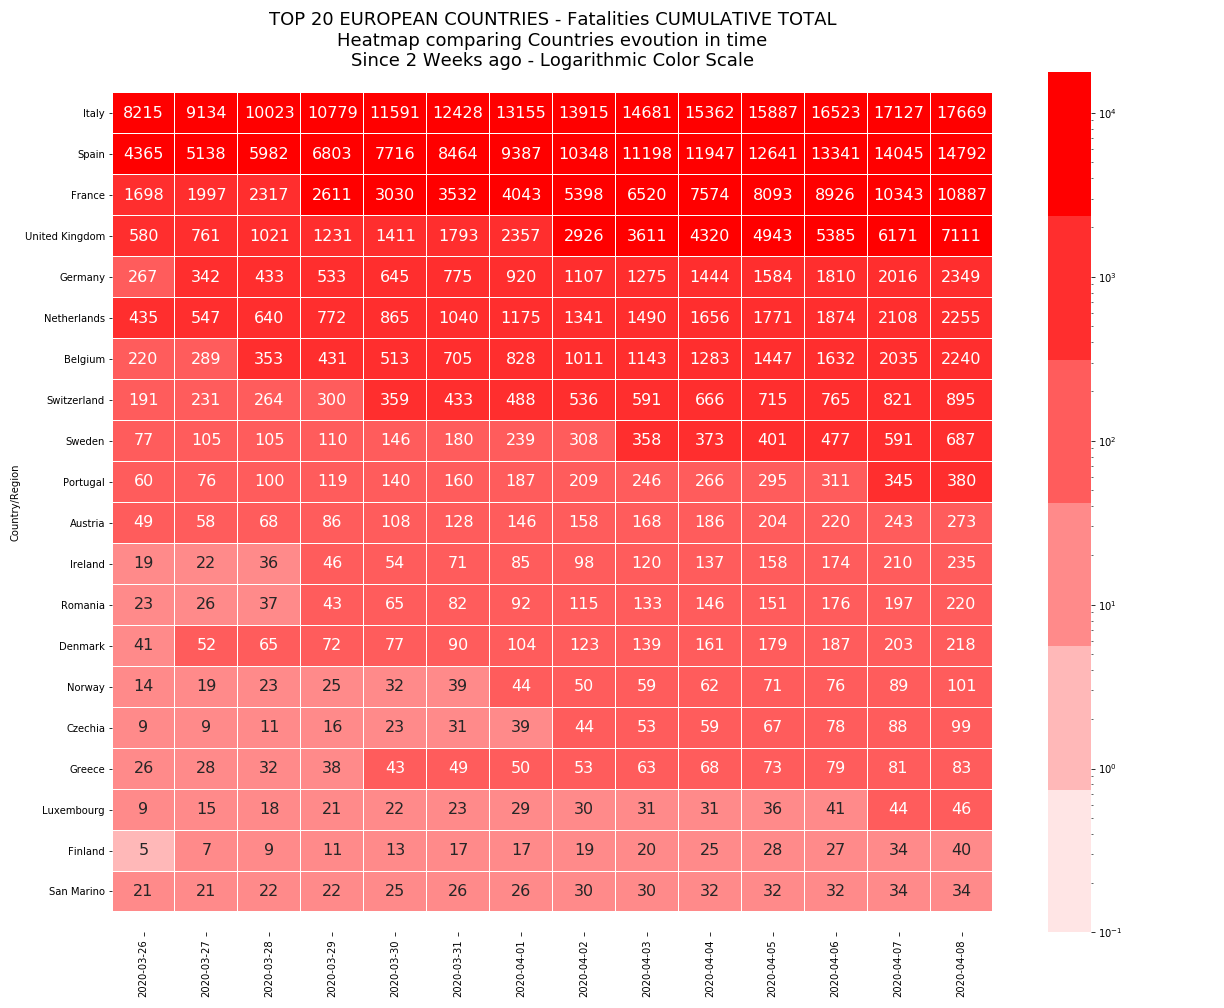 TOP 20 EUROPEAN COUNTRIES - Fatalities CUMULATIVE TOTAL
Heatmap comparing Countries evoution in time
Since 2 Weeks ago - Logarithmic Color Scale
Country/Region
Italy 8215 9134 10023 10779 11591 12428 13155 13915 14681 15362 15887 16523 17127 17669
Spain 4365 5138 5982 6803 7716 8464 9387 10348 11198 11947 12641 13341 14045 14792
France 1698 1997 2317 2611 3030 3532 4043 5398 6520 7574 8093 8926 10343 10887
United Kingdom 580 761 1021 1231 1411 1793 2357 2926 3611 4320 4943 5385 6171 7111
Germany 267 342 433 533 645 775 920 1107 1275 1444 1584 1810 2016 2349
Netherlands 435 547 640 772 865 1040 1175 1341 1490 1656 1771 1874 2108 2255
Belgium 220 289 353 431 513 705 828 1011 1143 1283 1447 1632 2035 2240
Switzerland 191 231 264 300 359 433 488 536 591 666 715 765 821 895
Sweden 77 105 105 110 146 180 239 308 358 373 401 477 591 687
Portugal 60 76 100 119 140 160 187 209 246 266 295 311 345 380
Austria 49 58 68 86 108 128 146 158 168 186 204 220 243 273
Ireland 19 22 36 46 54 71 85 98 120 137 158 174 210 235
Romania 23 26 37 43 65 82 92 115 133 146 151 176 197 220
Denmark 41 52 65 72 77 90 104 123 139 161 179 187 203 218
Norway 14 19 23 25 32 39 44 50 59 62 71 76 89 101
Czechia 9 9 11 16 23 31 39 44 53 59 67 78 88 99
Greece 26 28 32 38 43 49 50 53 63 68 73 79 81 83
Luxembourg 9 15 18 21 22 23 29 30 31 31 36 41 44 46
Finland 5 7 9 11 13 17 17 19 20 25 28 27 34 40
San Marino 21 21 22 22 25 26 26 30 30 32 32 32 34 34
2020-03-26 2020-03-27 2020-03-28 2020-03-29 2020-03-30 2020-03-31 2020-04-01 2020-04-02 2020-04-03 2020-04-04 2020-04-05 2020-04-06 2020-04-07 2020-04-08
10⁴
10³
10²
10¹
10⁰
10⁻¹